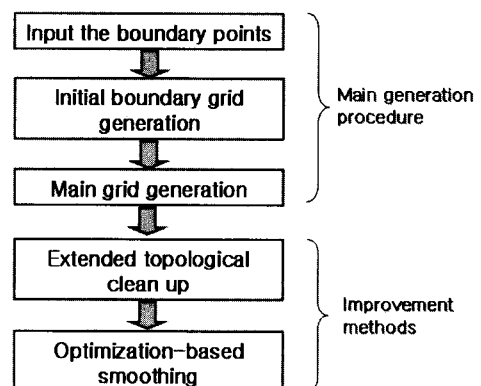 Input the boundary points
Initial boundary grid
generation
Main generation
procedure
Main grid generation
Extended topological
clean up
Improvement
methods
Optimization-based
smoothing